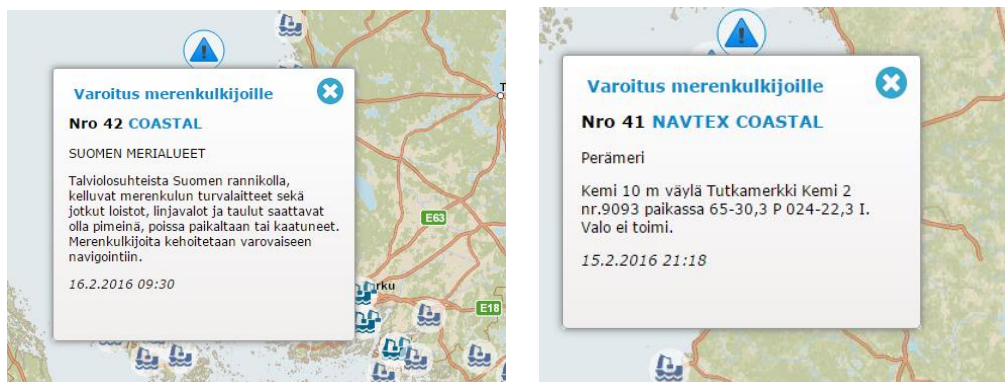 Varoitus merenkulkijoille
Nro 42 COASTAL
SUOMEN MERIALUEET
Talviolosuhteista Suomen rannikolla,
kelluvat merenkulun turvalaitteet sekä
jotkut loistot, linjavalot ja taulut saattavat
olla pimeinä, poissa paikaltaan tai kaatuneet.
Merenkulkijoita kehoitetaan varovaiseen
navigointiin.
16.2.2016 09:30
E63
rku
E18
T
Varoitus merenkulkijoille
Nro 41 NAVTEX COASTAL
Perämeri
Kemi 10 m väylä Tutkamerkki Kemi 2
nr.9093 paikassa 65-30,3 P 024-22,3 I.
Valo ei toimi.
15.2.2016 21:18